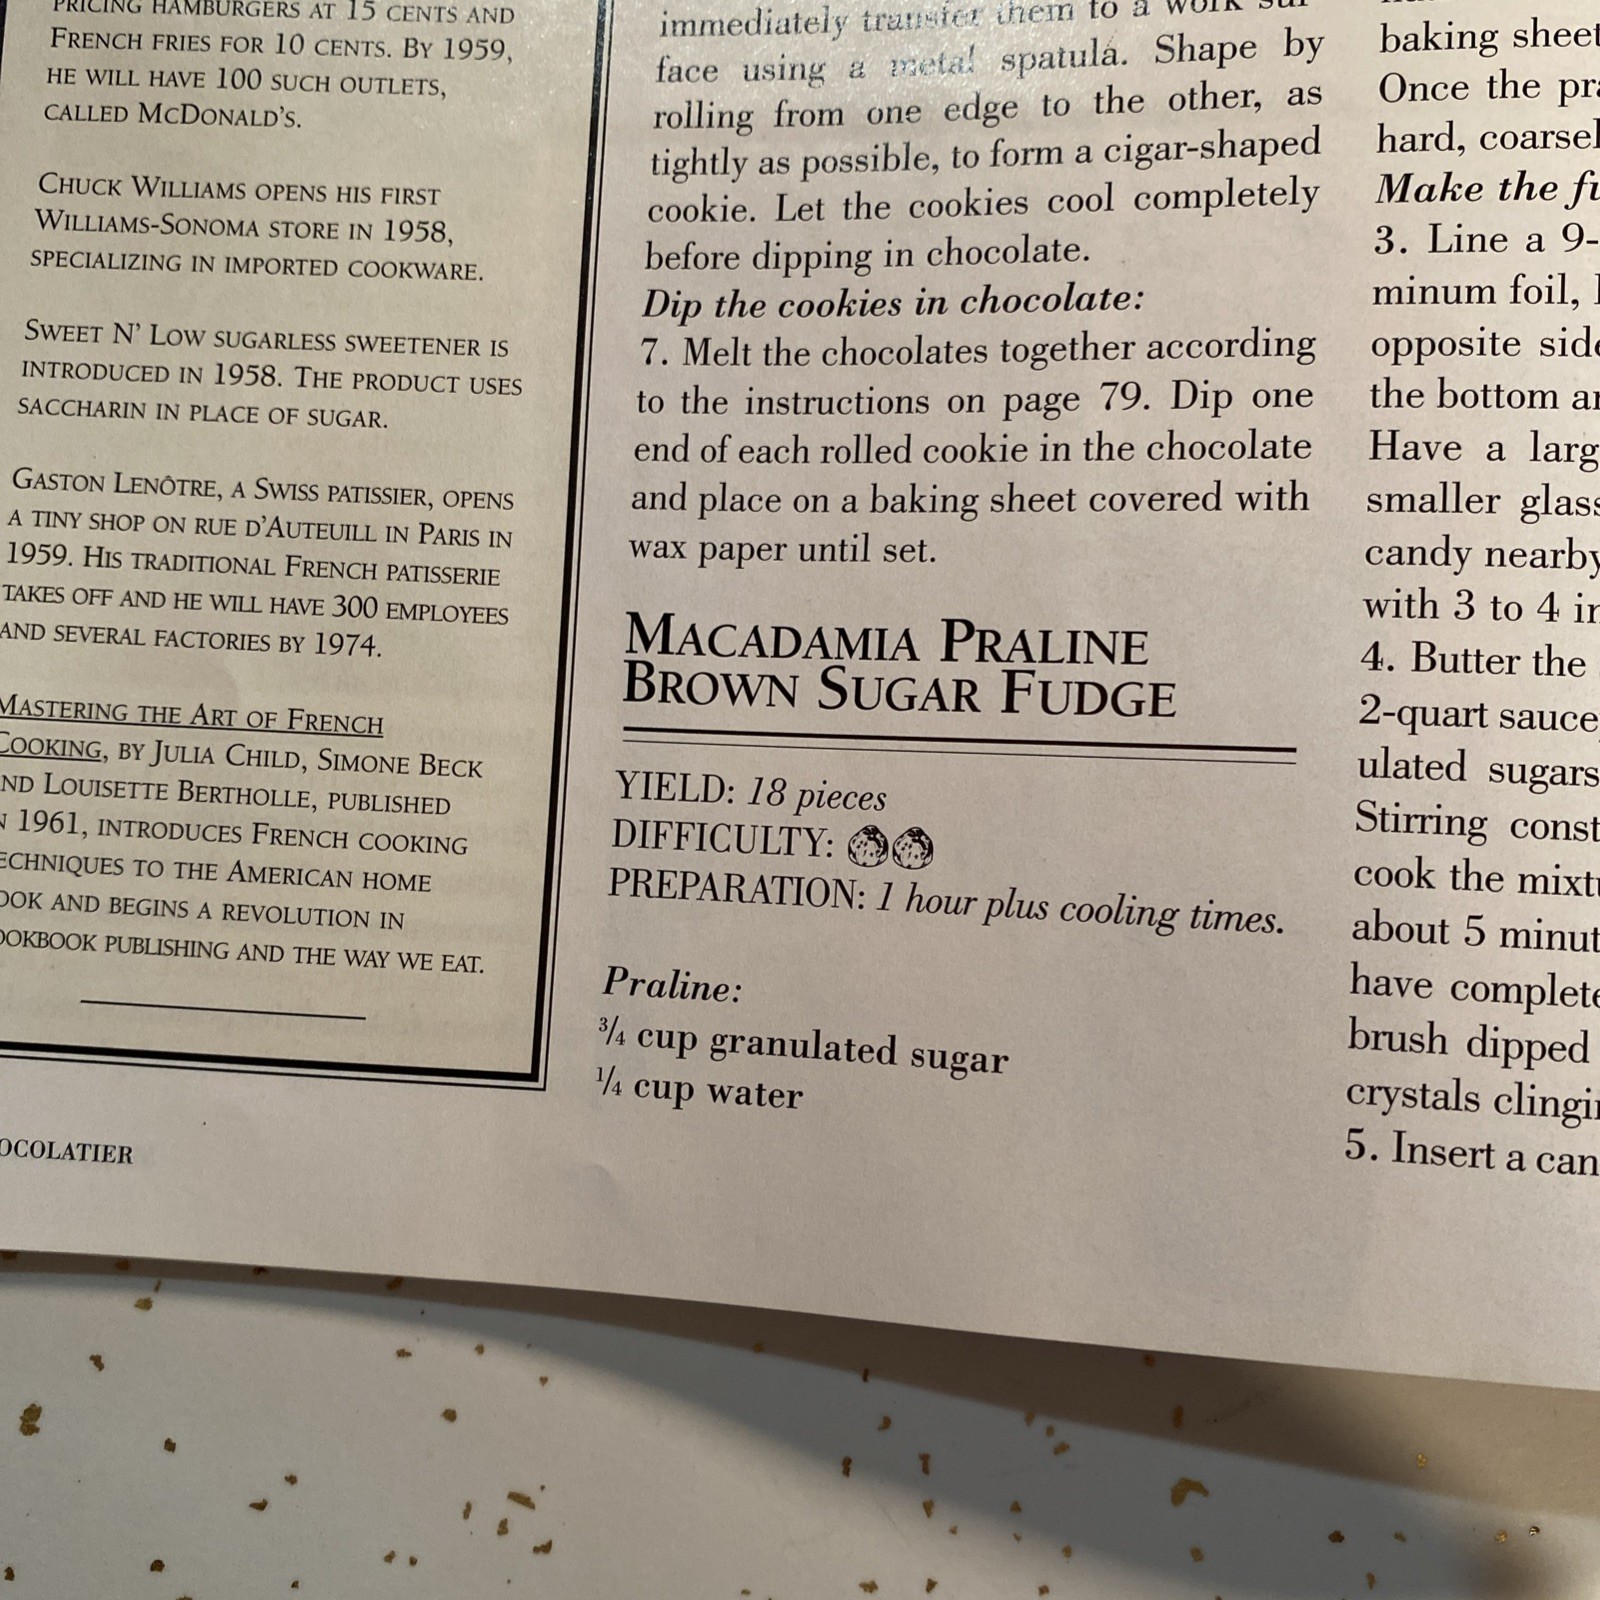 PRICING HAMBURGERS AT 15 CENTS AND
FRENCH FRIES FOR 10 CENTS. BY 1959,
HE WILL HAVE 100 SUCH OUTLETS,
CALLED MCDONALD'S.
CHUCK WILLIAMS OPENS HIS FIRST
WILLIAMS-SONOMA STORE IN 1958,
SPECIALIZING IN IMPORTED COOKWARE.
SWEET N' LOW SUGARLESS SWEETENER IS
INTRODUCED IN 1958. THE PRODUCT USES
SACCHARIN IN PLACE OF SUGAR.
GASTON LENÔTRE, A SWISS PATISSIER, OPENS
A TINY SHOP ON RUE D'AUTEUILL IN PARIS IN
1959. HIS TRADITIONAL FRENCH PATISSERIE
TAKES OFF AND HE WILL HAVE 300 EMPLOYEES
AND SEVERAL FACTORIES BY 1974.
MASTERING THE ART OF FRENCH
COOKING, BY JULIA CHILD, SIMONE BECK
ND LOUISETTE BERTHOLLE, PUBLISHED
N 1961, INTRODUCES FRENCH COOKING
ECHNIQUES TO THE AMERICAN HOME
OOK AND BEGINS A REVOLUTION IN
OOKBOOK PUBLISHING AND THE WAY WE EAT.
OCOLATIER
immediately transfer them to a work sur-
face using a metal spatula. Shape by
rolling from one edge to the other, as
tightly as possible, to form a cigar-shaped
cookie. Let the cookies cool completely
before dipping in chocolate.
Dip the cookies in chocolate:
7. Melt the chocolates together according
to the instructions on page 79. Dip one
end of each rolled cookie in the chocolate
and place on a baking sheet covered with
wax paper until set.
MACADAMIA PRALINE
BROWN SUGAR FUDGE
YIELD: 18 pieces
DIFFICULTY:
PREPARATION: 1 hour plus cooling times.
Praline:
¾ cup granulated sugar
¼ cup water
baking sheet
Once the pra
hard, coarsel
Make the fu
3. Line a 9-
minum foil, l
opposite side
the bottom an
Have a larg
smaller glass
candy nearby
with 3 to 4 in
4. Butter the
2-quart sauce
ulated sugars
Stirring const
cook the mixtu
about 5 minut
have complete
brush dipped
crystals clingi
5. Insert a can